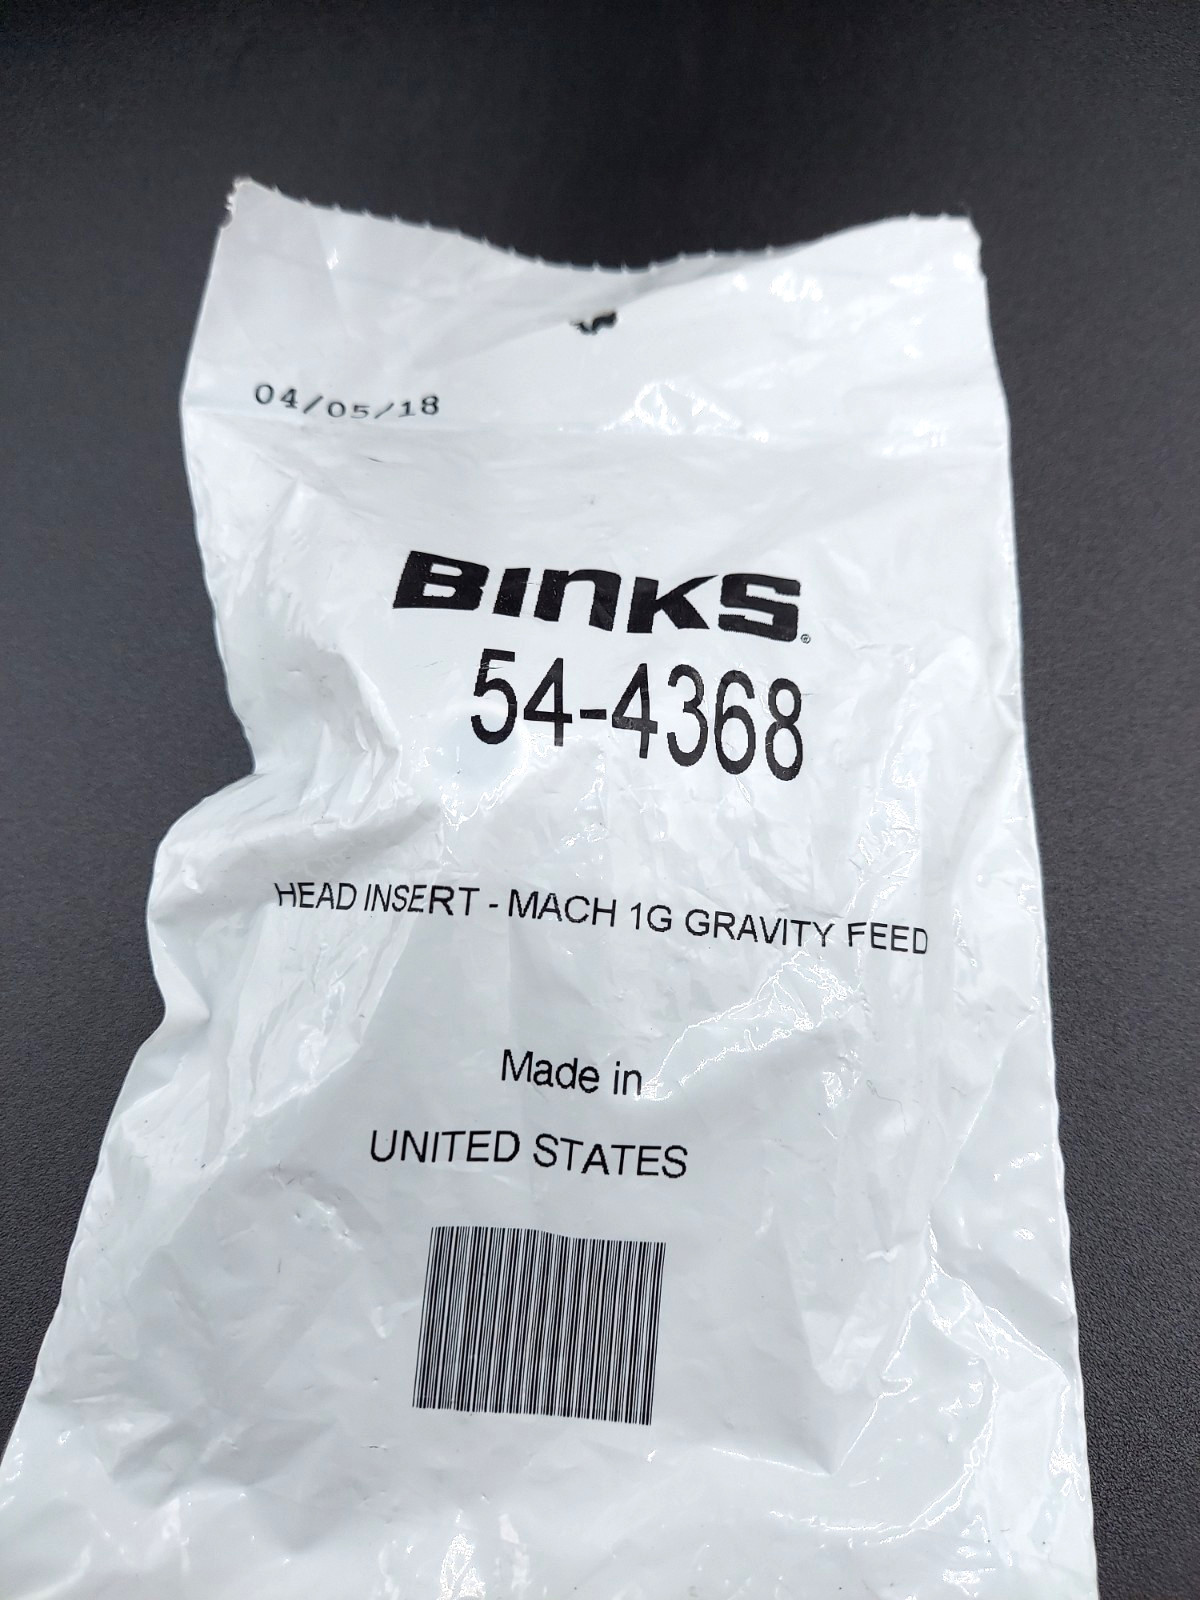 04/05/18
BINKS®
54-4368
HEAD INSERT - MACH 1G GRAVITY FEED
Made in
UNITED STATES